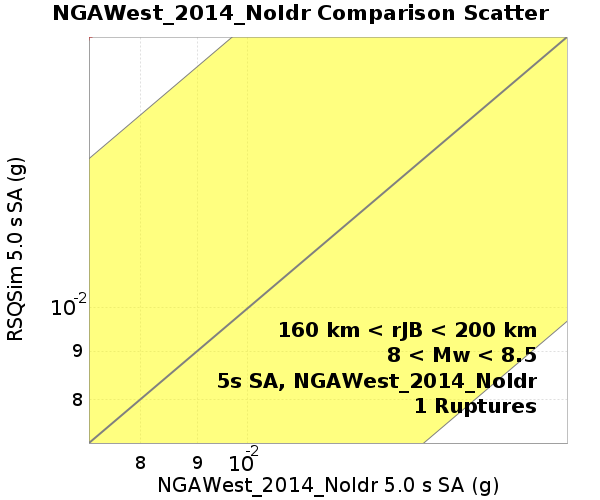 NGAWest_2014_NoIdr Comparison Scatter
RSQSim 5.0 s SA (g)
10-2
9
8
160 km < rJB < 200 km
8 < Mw < 8.5
5s SA, NGAWest_2014_NoIdr
1 Ruptures
8
9
10-2
NGAWest_2014_NoIdr 5.0 s SA (g)